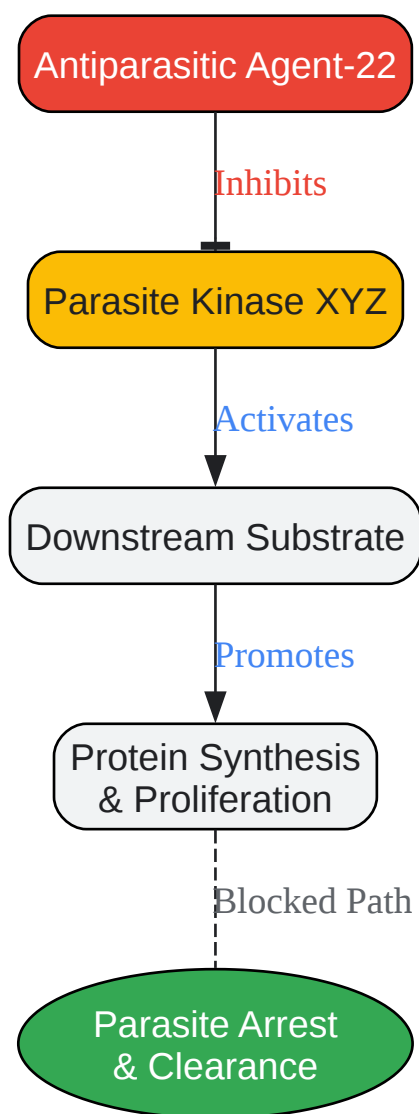 Antiparasitic Agent-22
Inhibits
Parasite Kinase XYZ
Activates
Downstream Substrate
Promotes
Protein Synthesis
& Proliferation
Blocked Path
Parasite Arrest
& Clearance